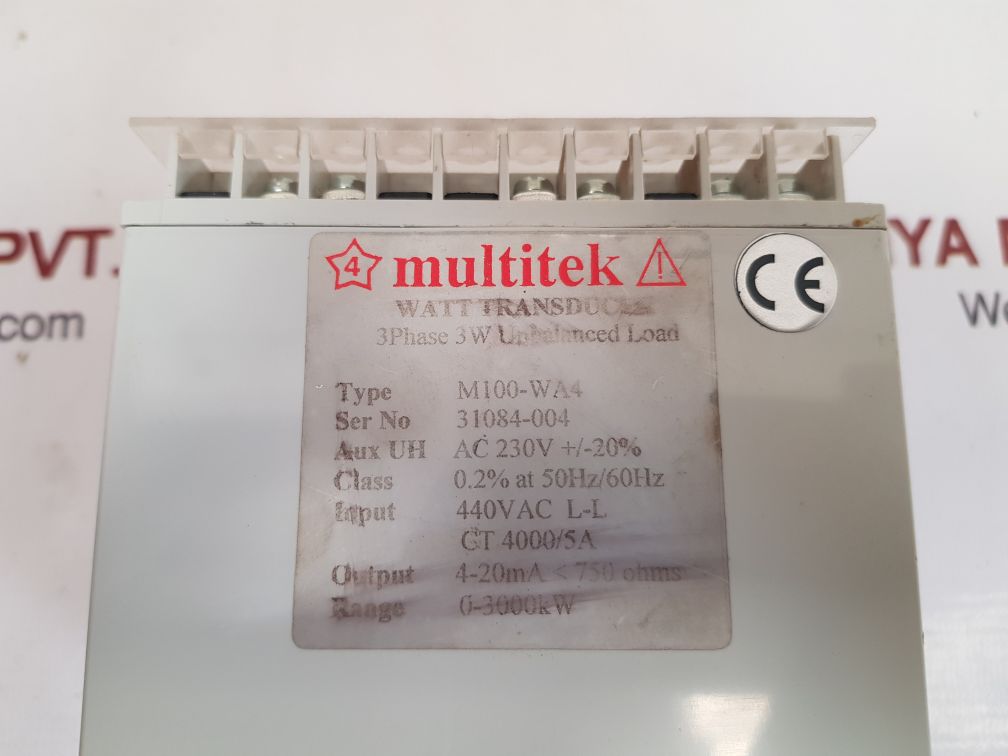 PVT.
com
YA
We
4 multitek
WATT TRANSDUCER
3Phase 3W Unbalanced Load
Type M100-WA4
Ser No 31084-004
Aux UH AC 230V +/-20%
Class 0.2% at 50Hz/60Hz
Input 440VAC L-L
CT 4000/5A
Output 4-20mA < 750 ohms
Range 0-3000kW
CE